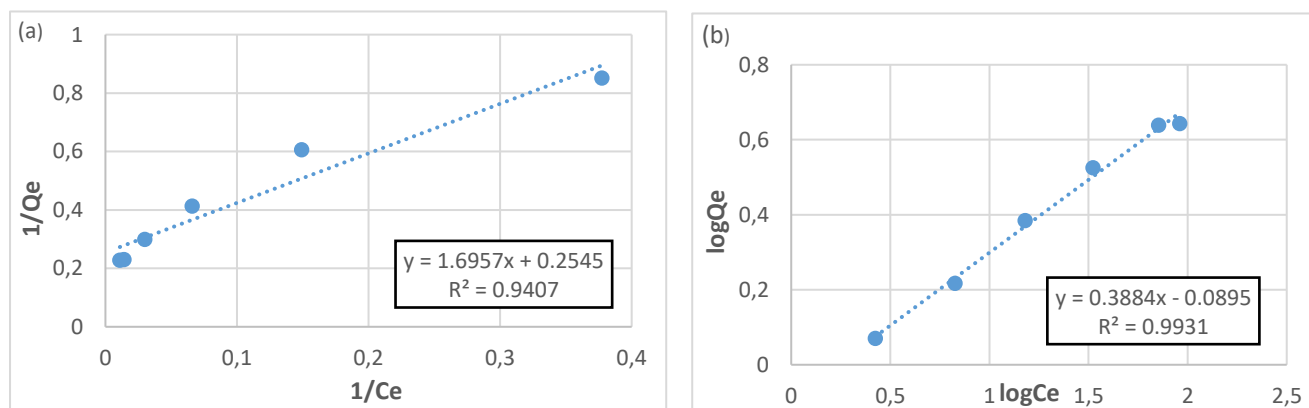 (a)
1
0,8
0,6
0,4
0,2
0
1/Qe
y = 1.6957x + 0.2545
R² = 0.9407
0 0,1 0,2 0,3 0,4
1/Ce
(b)
0,8
0,6
0,4
0,2
0
logQe
y = 0.3884x - 0.0895
R² = 0.9931
0 0,5 1 1,5 2 2,5
logCe